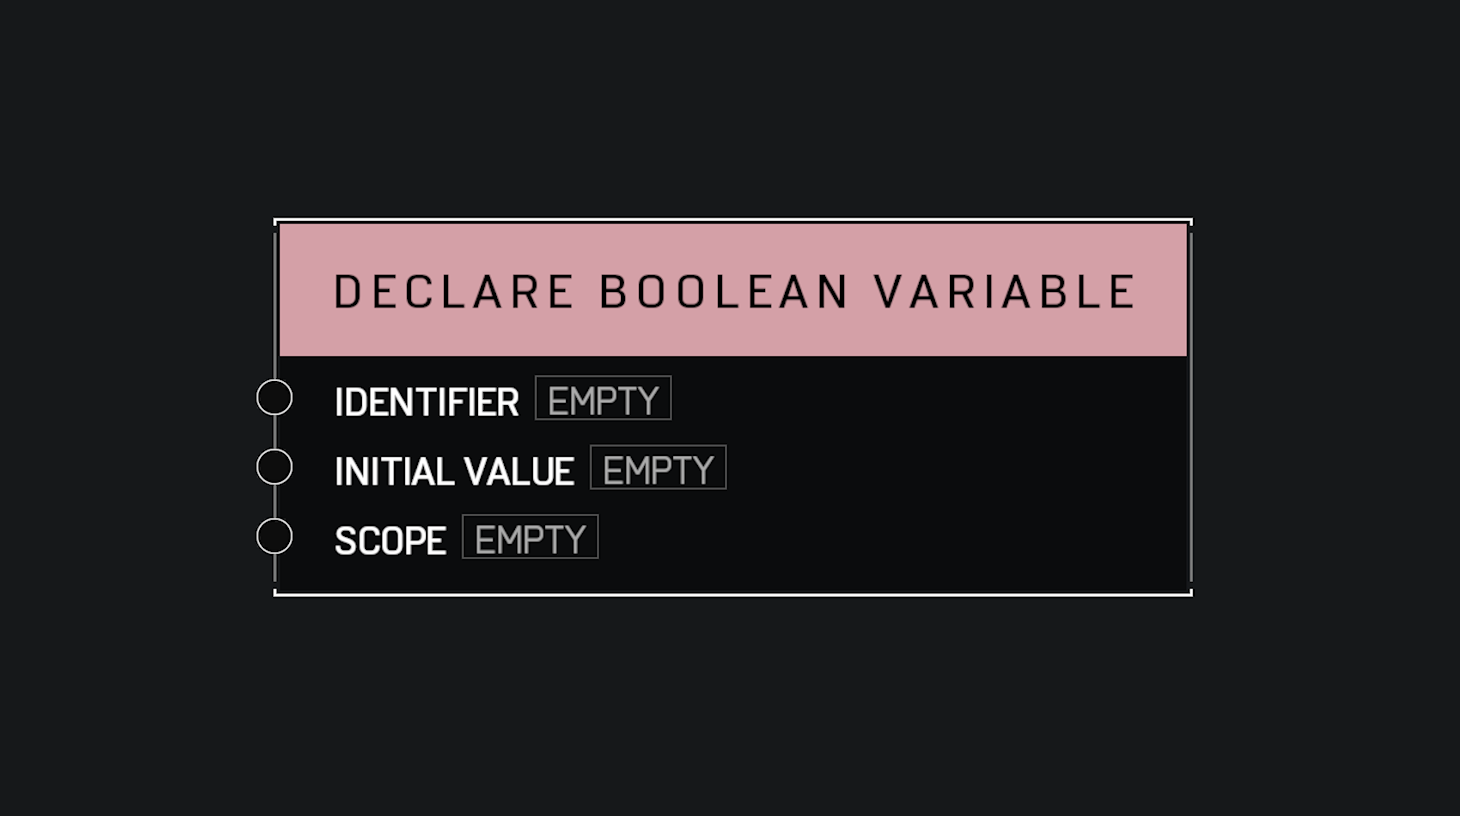 DECLARE BOOLEAN VARIABLE
IDENTIFIER EMPTY
INITIAL VALUE EMPTY
SCOPE EMPTY